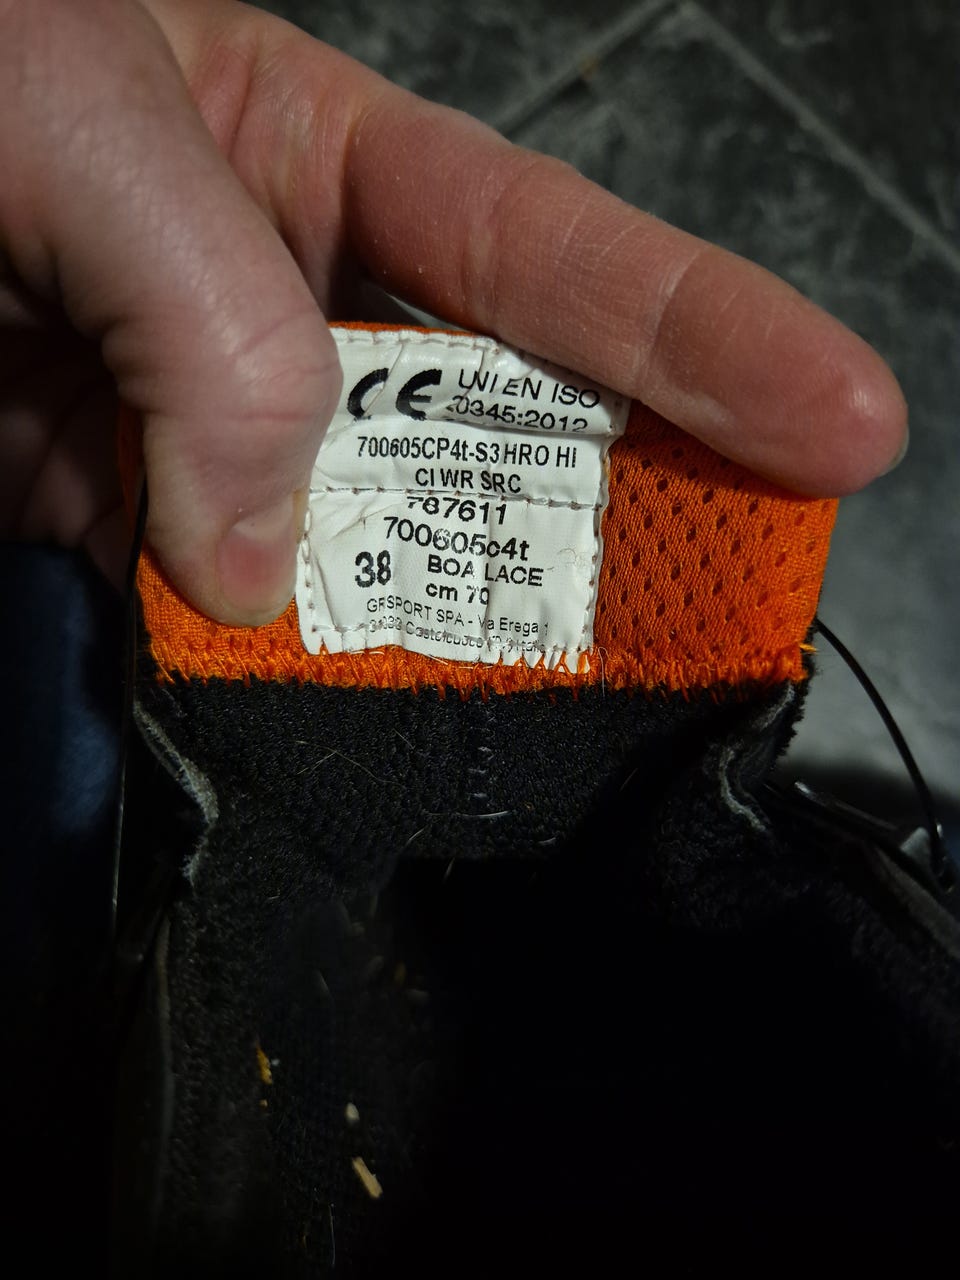 CE UNI EN ISO
20345:2012
700605CP4t-S3 HRO HI
CI WR SRC
787611
700605c4t
38 BOA LACE
cm 70
GRISPORT SPA - Via Erega 1